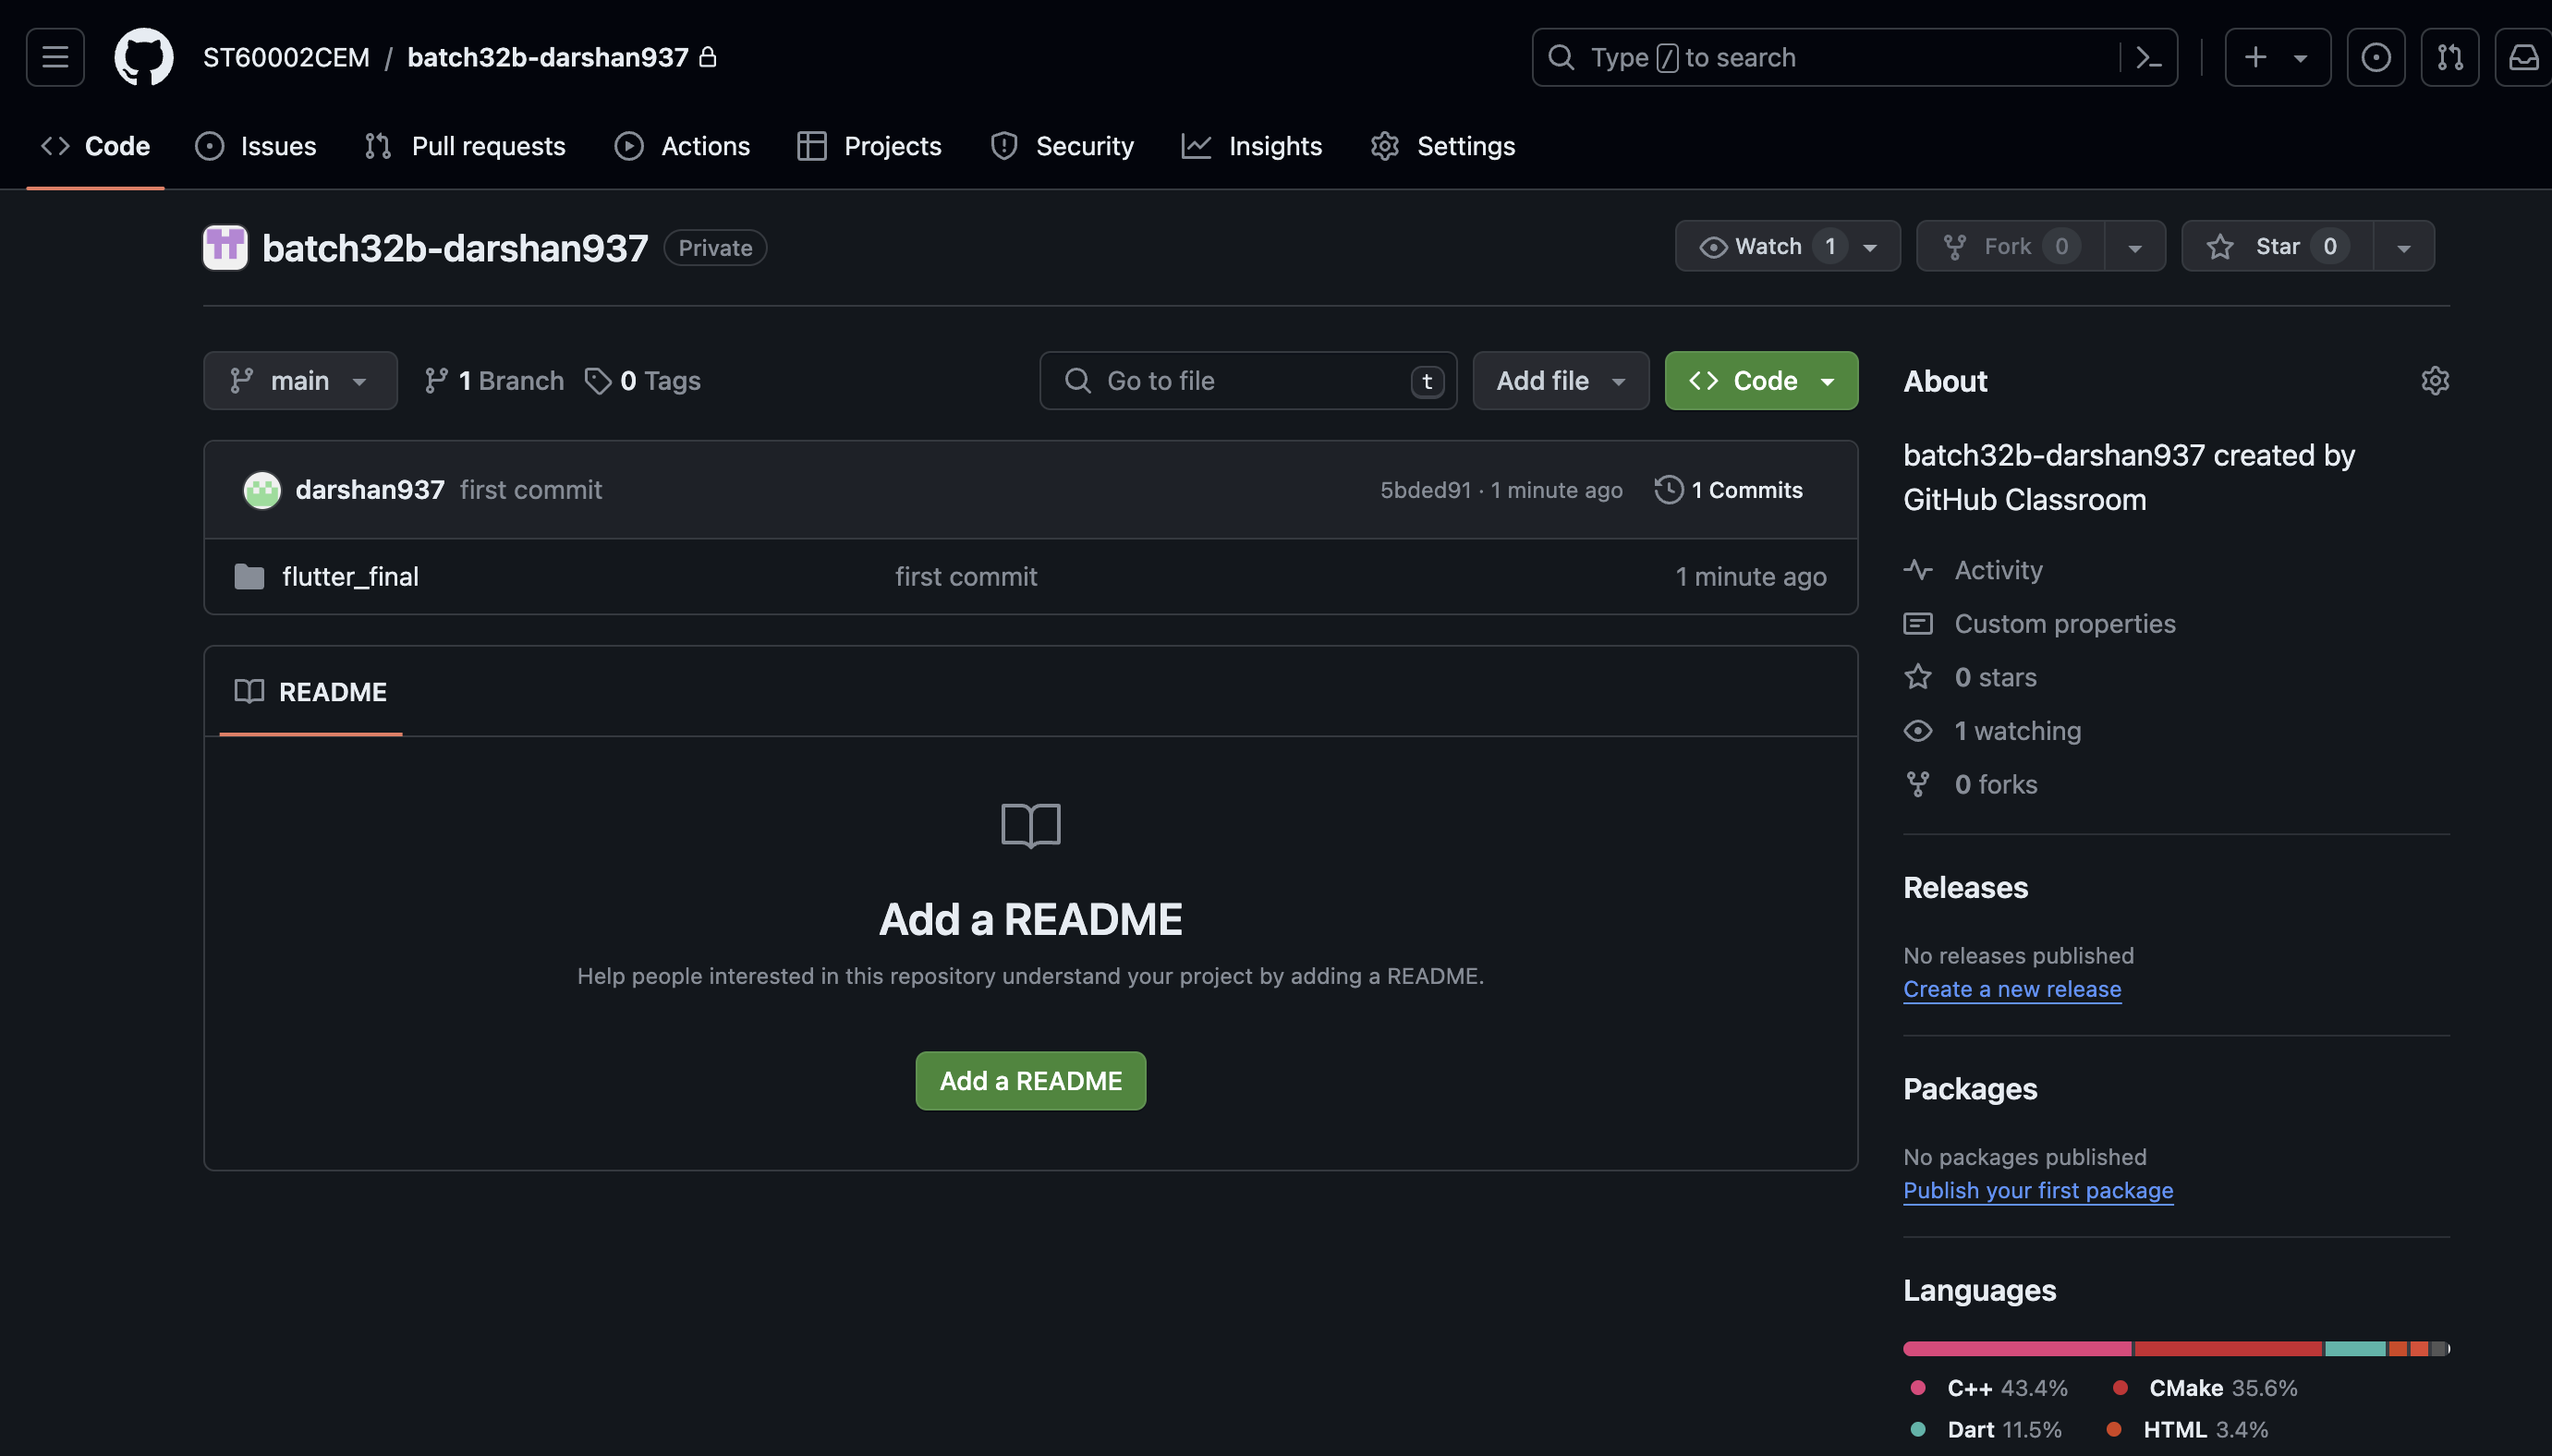 ST60002CEM / batch32b-darshan937
Type / to search
Code Issues Pull requests Actions Projects Security Insights Settings
batch32b-darshan937 Private
Watch 1 Fork 0 Star 0
main 1 Branch 0 Tags Go to file t Add file Code
darshan937 first commit 5bded91 · 1 minute ago 1 Commits
flutter_final first commit 1 minute ago
README
Add a README
Help people interested in this repository understand your project by adding a README.
Add a README
About
batch32b-darshan937 created by
GitHub Classroom
Activity
Custom properties
0 stars
1 watching
0 forks
Releases
No releases published
Create a new release
Packages
No packages published
Publish your first package
Languages
C++ 43.4% CMake 35.6%
Dart 11.5% HTML 3.4%